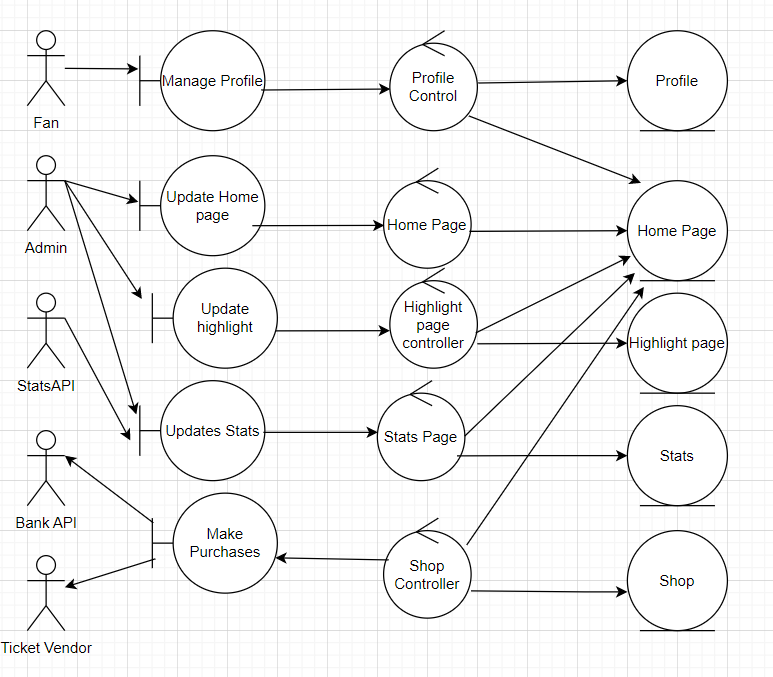 Manage Profile
Profile
Control
Profile
Fan
Update Home
page
Home Page
Home Page
Admin
Update
highlight
Highlight
page
controller
Highlight page
StatsAPI
Updates Stats
Stats Page
Stats
Bank API
Make
Purchases
Shop
Controller
Shop
Ticket Vendor